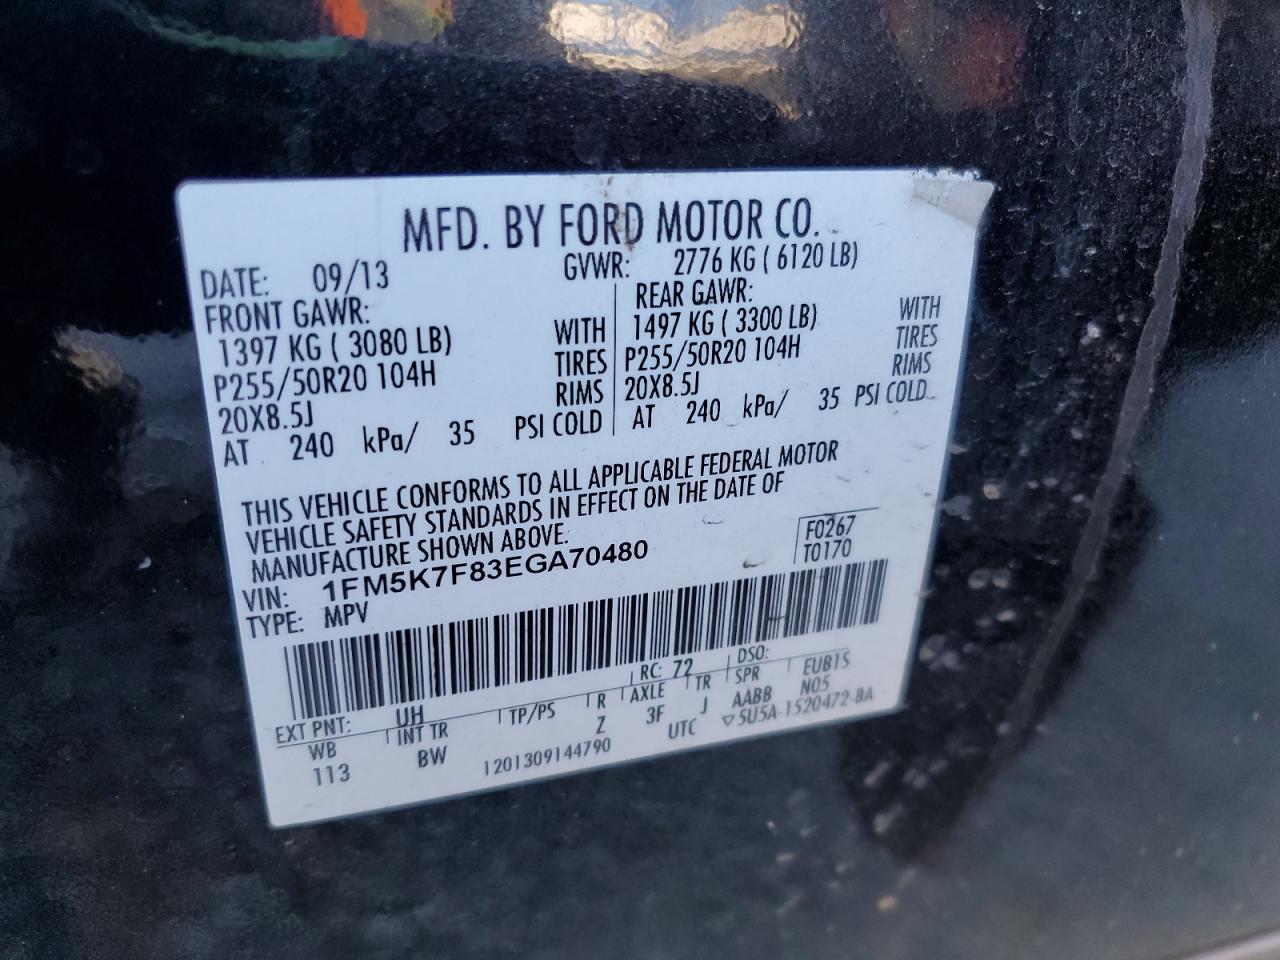 MFD. BY FORD MOTOR CO.
DATE: 09/13 GVWR: 2776 KG ( 6120 LB)
FRONT GAWR:
1397 KG ( 3080 LB) WITH
P255/50R20 104H TIRES
20X8.5J RIMS
AT 240 kPa/ 35 PSI COLD
REAR GAWR:
1497 KG ( 3300 LB) WITH
P255/50R20 104H TIRES
20X8.5J RIMS
AT 240 kPa/ 35 PSI COLD
THIS VEHICLE CONFORMS TO ALL APPLICABLE FEDERAL MOTOR
VEHICLE SAFETY STANDARDS IN EFFECT ON THE DATE OF
MANUFACTURE SHOWN ABOVE.
VIN: 1FM5K7F83EGA70480
TYPE: MPV
F0267
T0170
EXT PNT: UH RC: 72 DSO:
WB INT TR TP/PS R AXLE TR SPR EUB1S
113 BW Z 3F J AABB N05
1201309144790 UTC ▽5U5A-1520472-BA